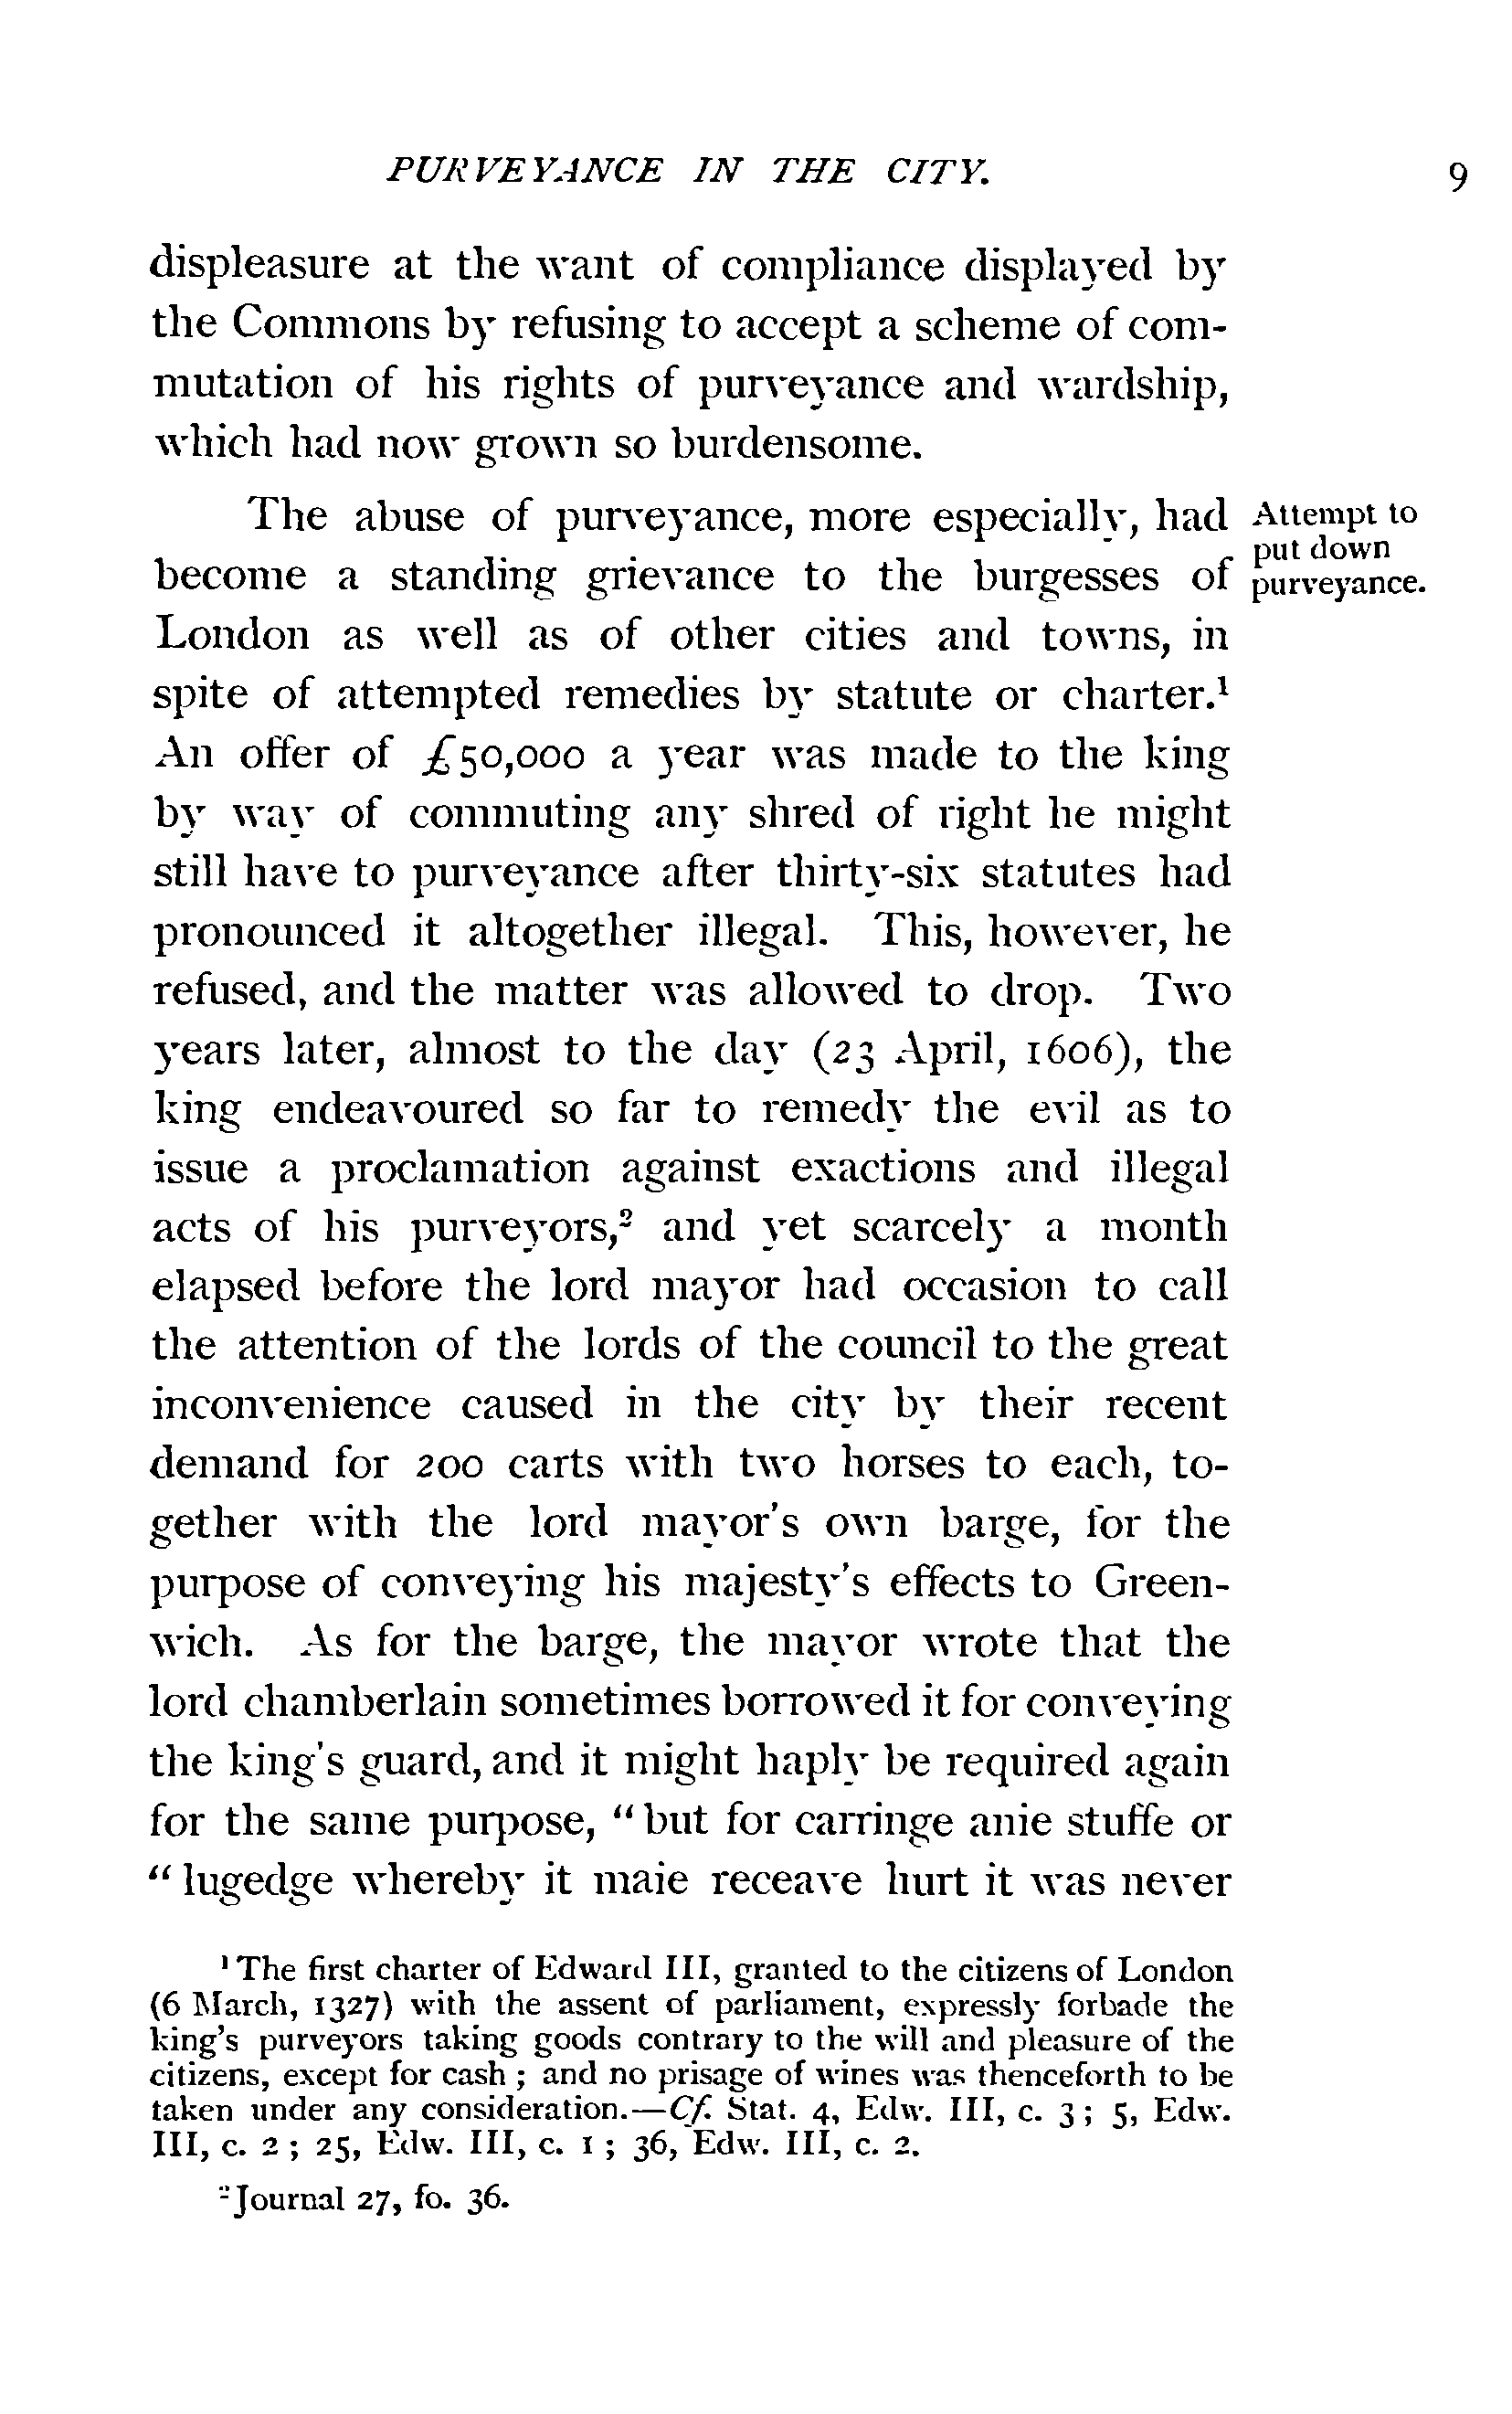 PURVEYANCE IN THE CITY. 9
displeasure at the want of compliance displayed by
the Commons by refusing to accept a scheme of com-
mutation of his rights of purveyance and wardship,
which had now grown so burdensome.
The abuse of purveyance, more especially, had
become a standing grievance to the burgesses of
London as well as of other cities and towns, in
spite of attempted remedies by statute or charter.¹
An offer of £50,000 a year was made to the king
by way of commuting any shred of right he might
still have to purveyance after thirty-six statutes had
pronounced it altogether illegal. This, however, he
refused, and the matter was allowed to drop. Two
years later, almost to the day (23 April, 1606), the
king endeavoured so far to remedy the evil as to
issue a proclamation against exactions and illegal
acts of his purveyors,² and yet scarcely a month
elapsed before the lord mayor had occasion to call
the attention of the lords of the council to the great
inconvenience caused in the city by their recent
demand for 200 carts with two horses to each, to-
gether with the lord mayor's own barge, for the
purpose of conveying his majesty's effects to Green-
wich. As for the barge, the mayor wrote that the
lord chamberlain sometimes borrowed it for conveying
the king's guard, and it might haply be required again
for the same purpose, "but for carringe anie stuffe or
"lugedge whereby it maie receave hurt it was never
Attempt to
put down
purveyance.
¹ The first charter of Edward III, granted to the citizens of London
(6 March, 1327) with the assent of parliament, expressly forbade the
king's purveyors taking goods contrary to the will and pleasure of the
citizens, except for cash; and no prisage of wines was thenceforth to be
taken under any consideration.—Cf. Stat. 4, Edw. III, c. 3; 5, Edw.
III, c. 2; 25, Edw. III, c. 1; 36, Edw. III, c. 2.
² Journal 27, fo. 36.